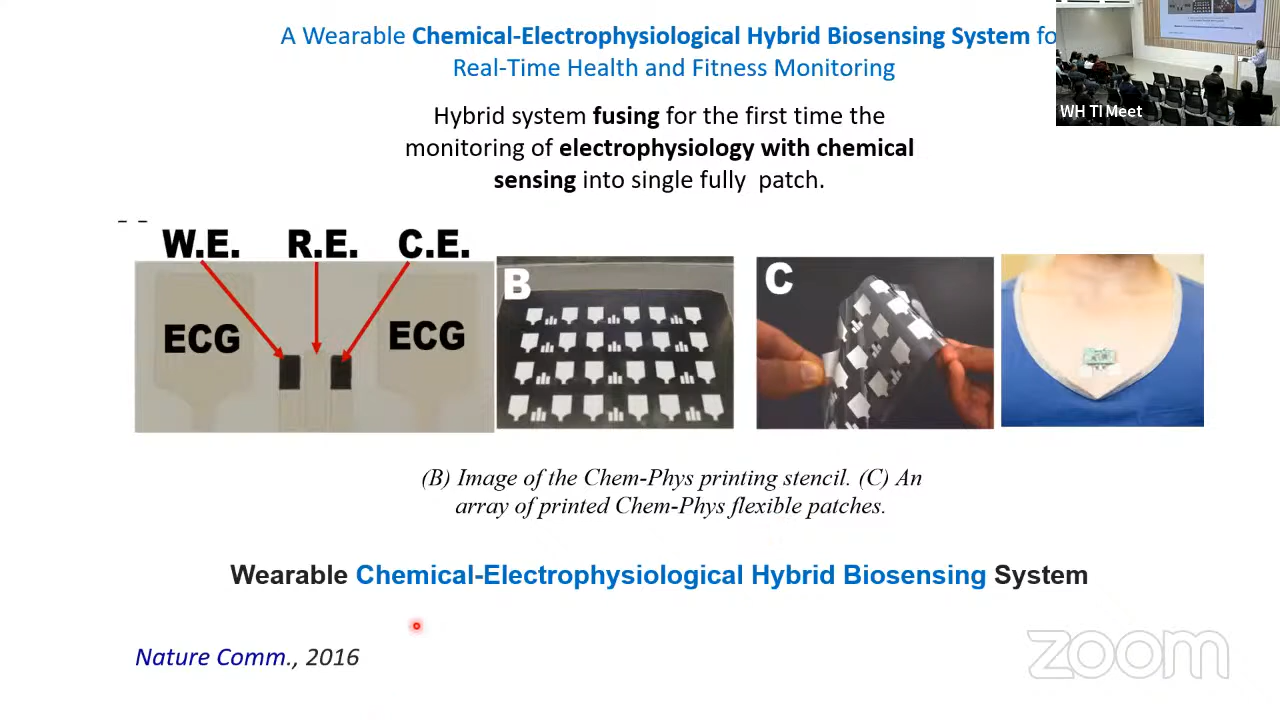 A Wearable Chemical-Electrophysiological Hybrid Biosensing System fo
Real-Time Health and Fitness Monitoring
WH TI Meet
Hybrid system fusing for the first time the
monitoring of electrophysiology with chemical
sensing into single fully  patch.
W.E. R.E. C.E.
ECG ECG
B
C
(B) Image of the Chem-Phys printing stencil. (C) An
array of printed Chem-Phys flexible patches.
Wearable Chemical-Electrophysiological Hybrid Biosensing System
Nature Comm., 2016
zoom